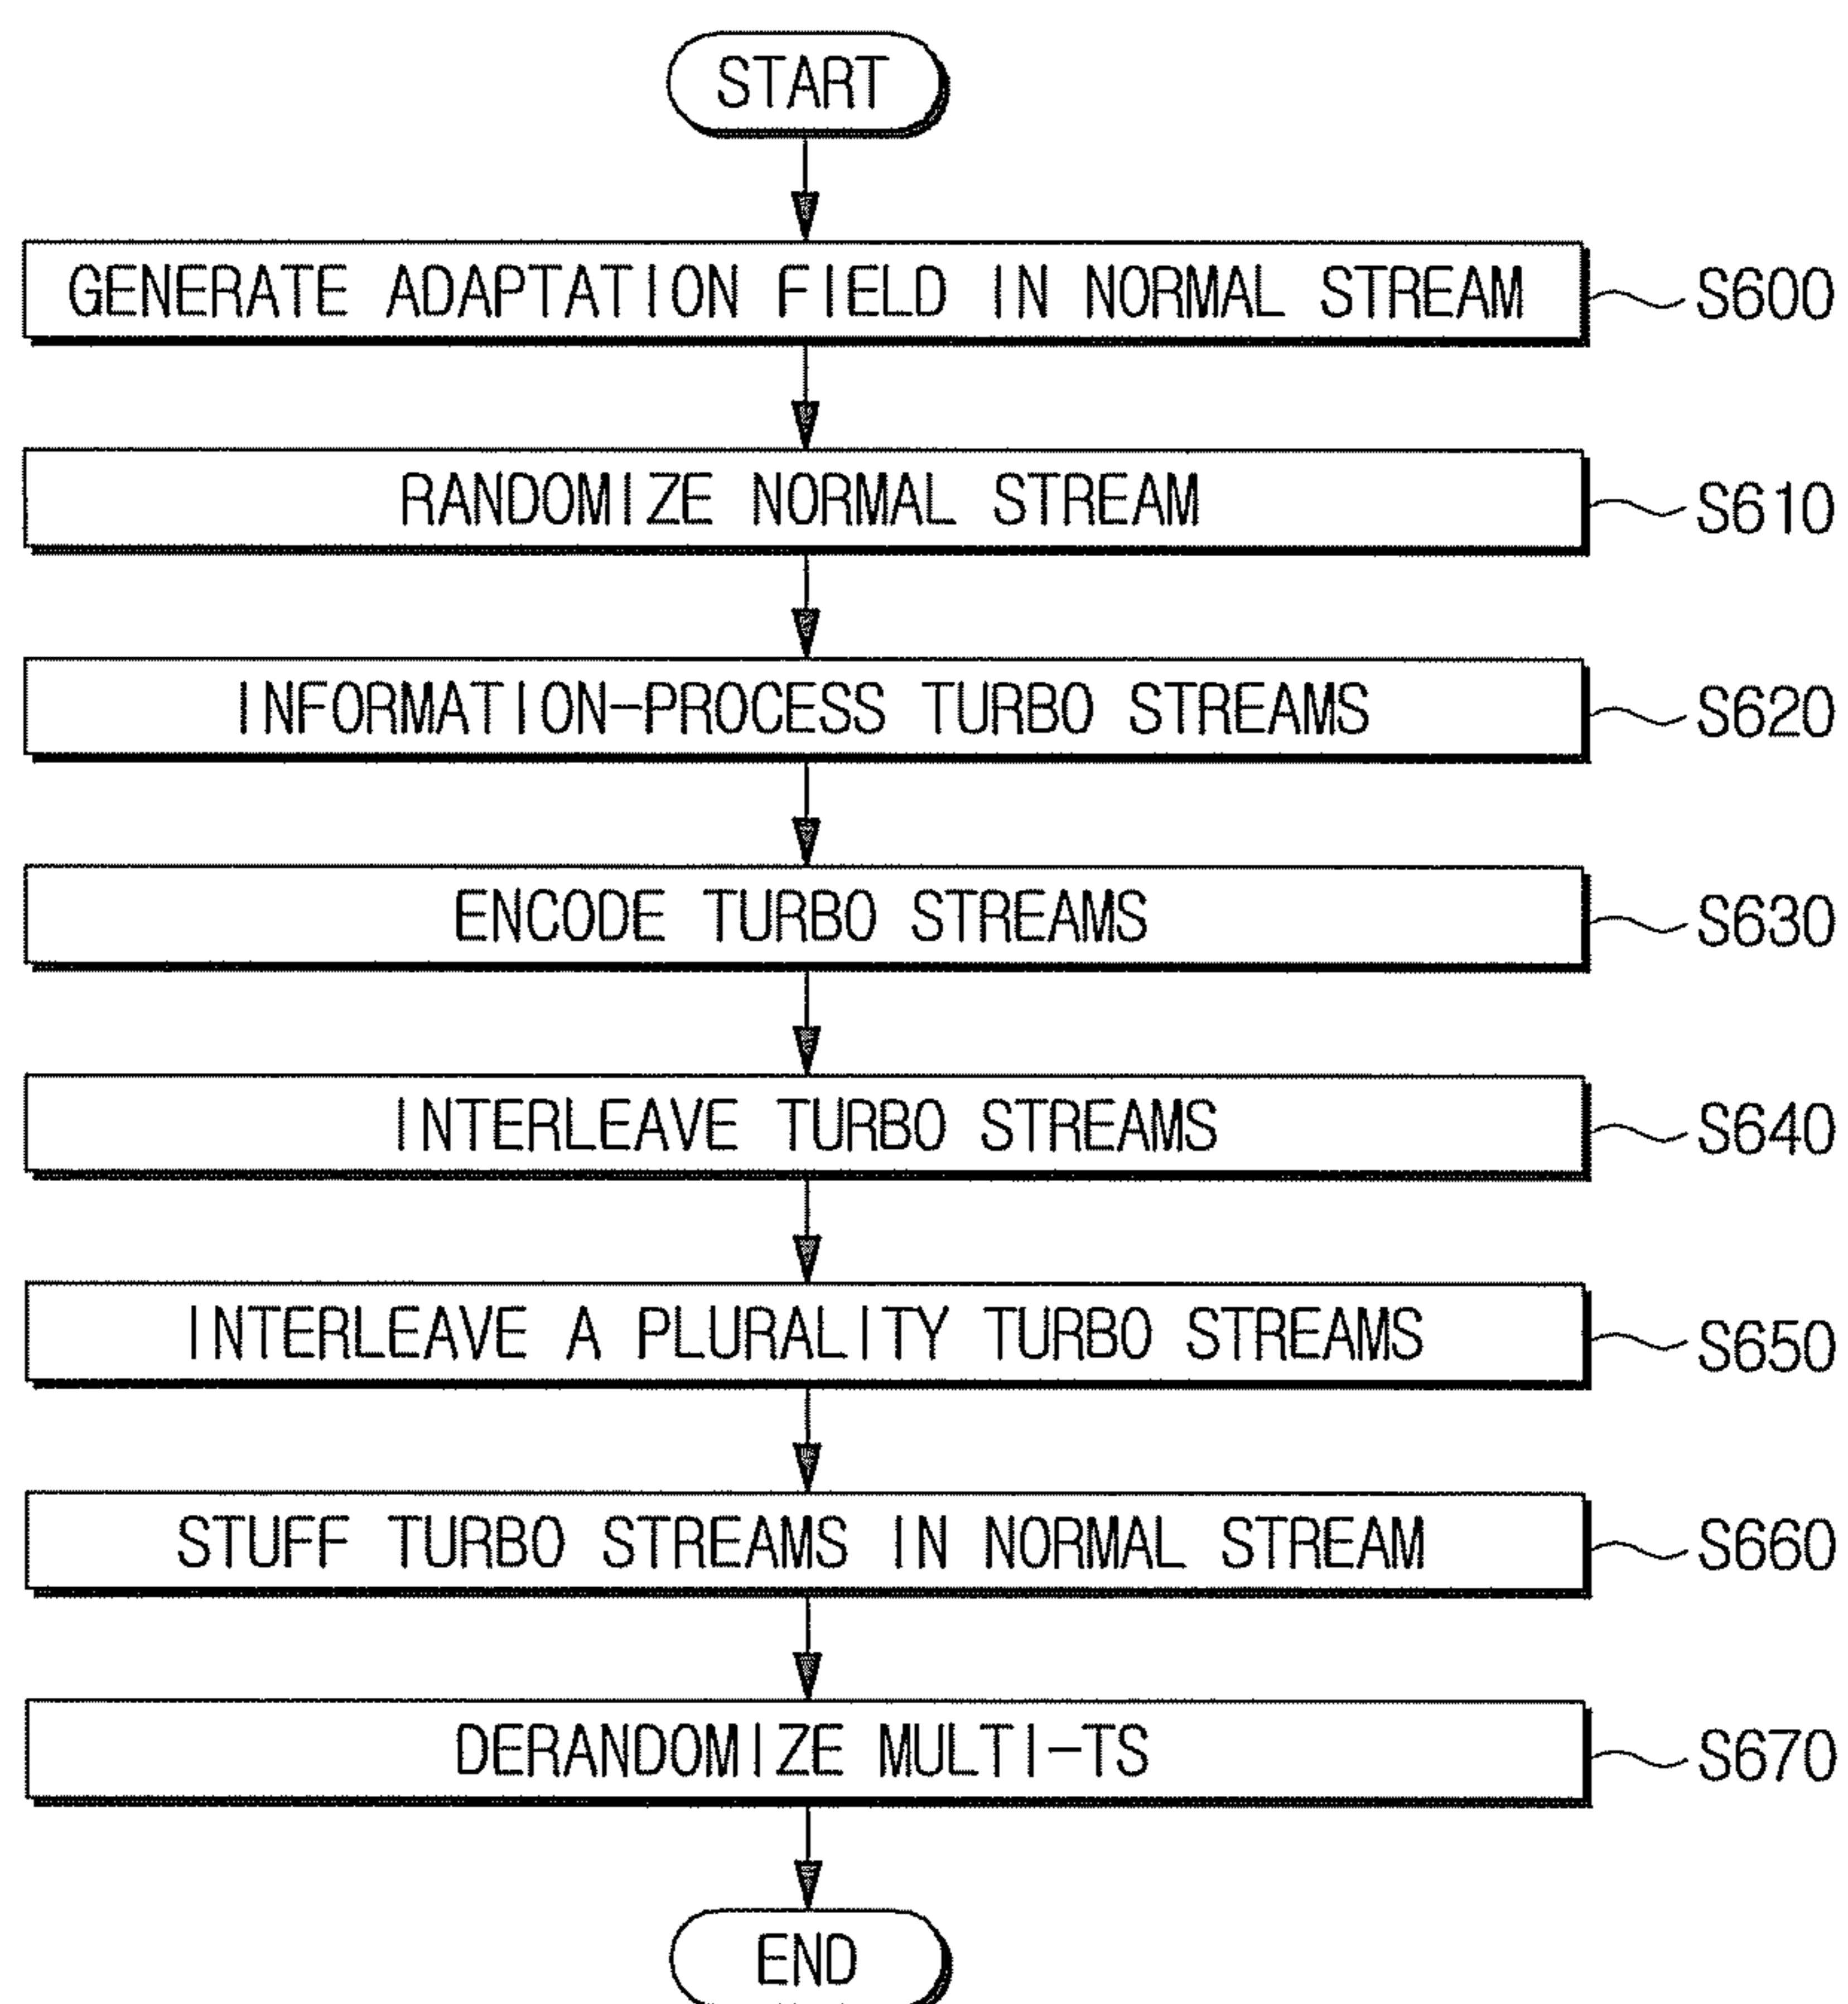 START
GENERATE ADAPTATION FIELD IN NORMAL STREAM S600
RANDOMIZE NORMAL STREAM S610
INFORMATION-PROCESS TURBO STREAMS S620
ENCODE TURBO STREAMS S630
INTERLEAVE TURBO STREAMS S640
INTERLEAVE A PLURALITY TURBO STREAMS S650
STUFF TURBO STREAMS IN NORMAL STREAM S660
DERANDOMIZE MULTI-TS S670
END